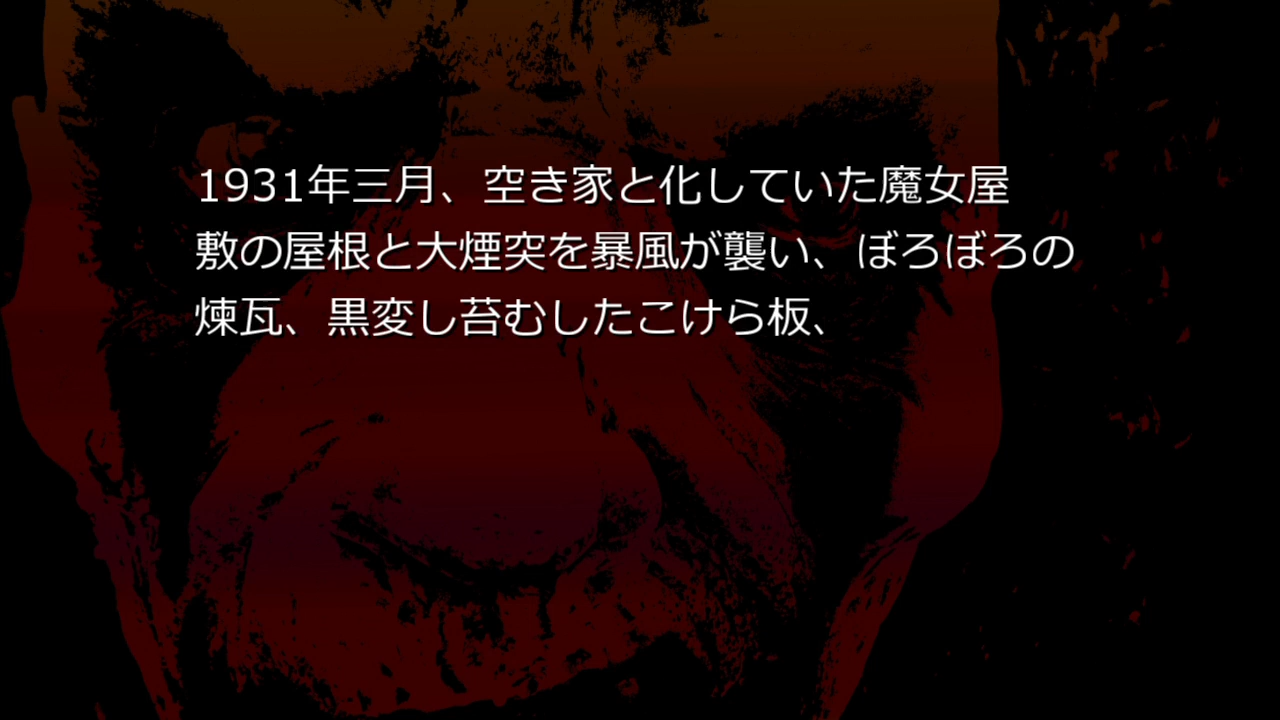 1931年三月、空き家と化していた魔女屋
敷の屋根と大煙突を暴風が襲い、ぼろぼろの
煉瓦、黒変し苔むしたこけら板、